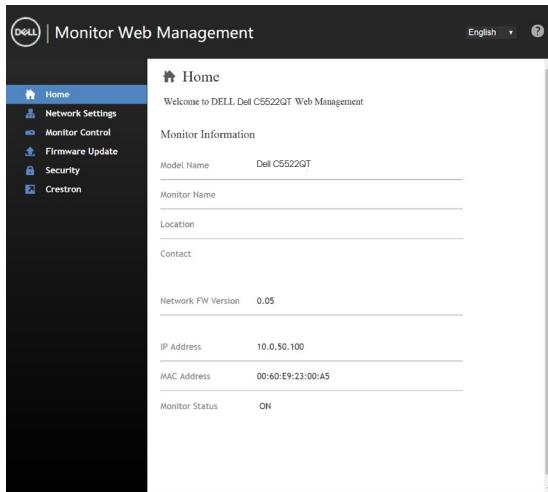 DELL | Monitor Web Management
English ▼ ?
Home
Network Settings
Monitor Control
Firmware Update
Security
Crestron
Home
Welcome to DELL Dell C5522QT Web Management
Monitor Information
Model Name Dell C5522QT
Monitor Name
Location
Contact
Network FW Version 0.05
IP Address 10.0.50.100
MAC Address 00:60:E9:23:00:A5
Monitor Status ON